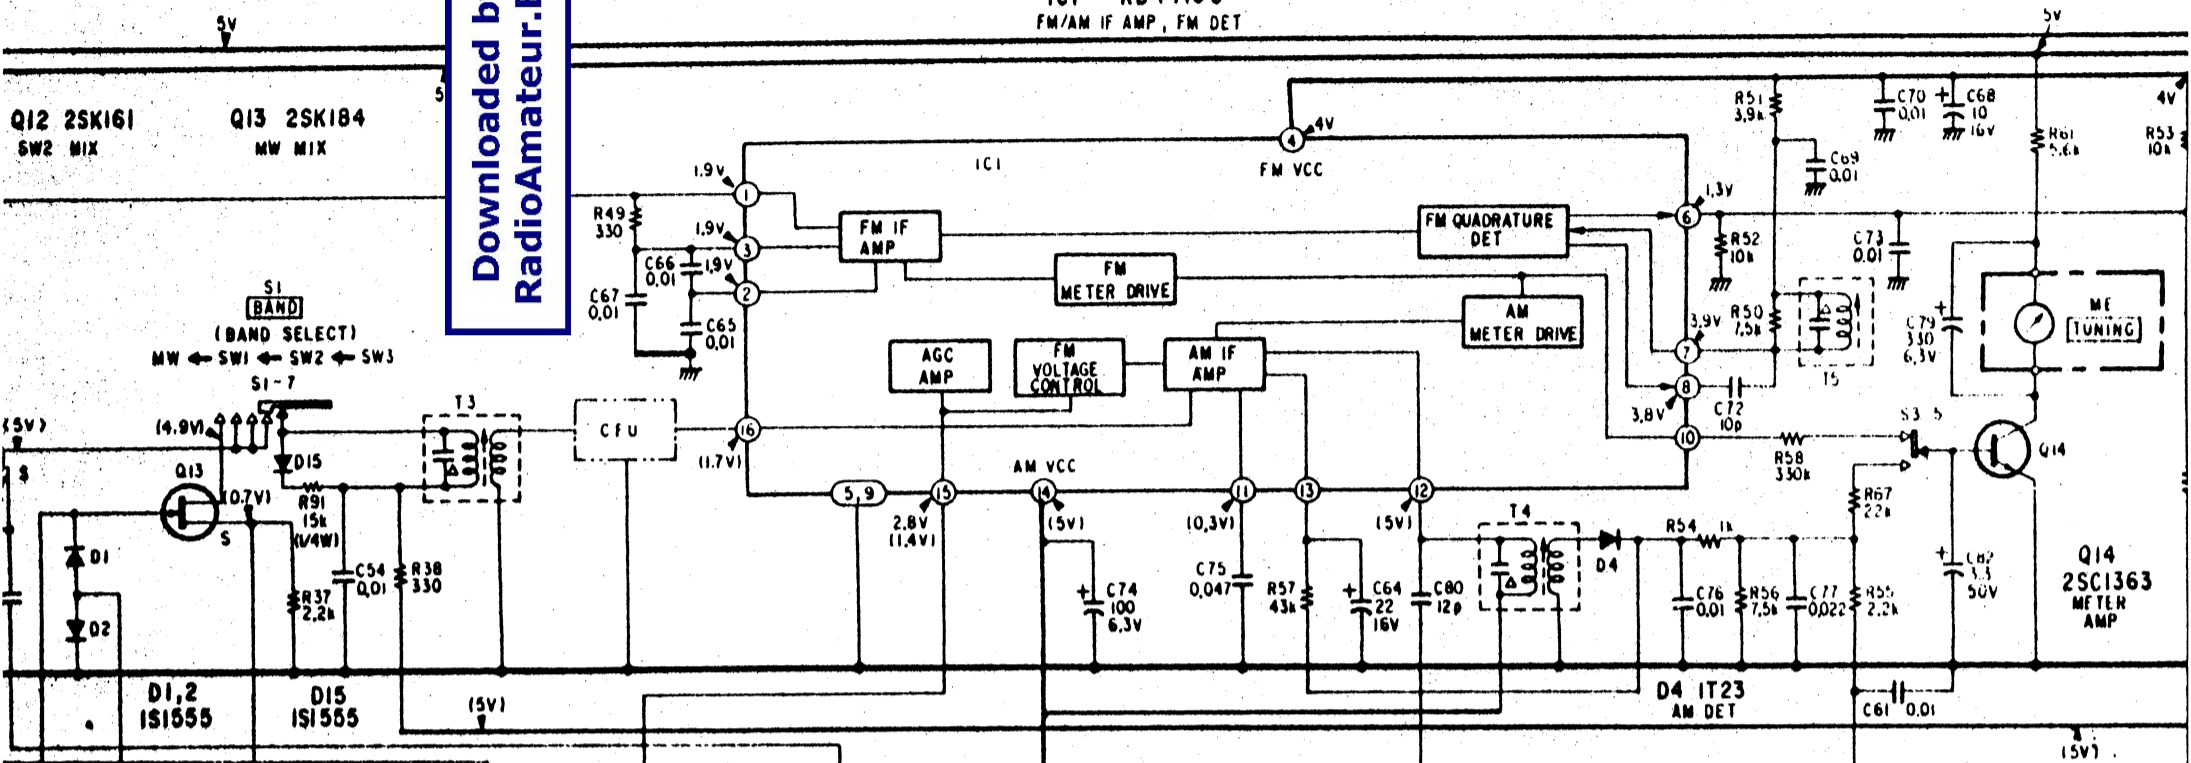 FM/AM IF AMP, FM DET
5V
5V
Downloaded b
RadioAmateur.E
Q12 2SK161
SW2 MIX
Q13 2SK184
MW MIX
5
IC1
4
4V
FM VCC
R51
3,9k
C70
0,01
+
C68
10
16V
C69
0,01
R61
5,6k
4V
R53
10k
1.9V
1
R49
330
1,9V
3
C66
0,01
1,9V
2
C67
0,01
C65
0,01
FM IF
AMP
FM
METER DRIVE
FM QUADRATURE
DET
AM
METER DRIVE
6
1,3V
R52
10k
C73
0,01
3,9V
7
R50
7,5k
T5
8
3,8V
C72
10p
10
R58
330k
+
C79
330
6,3V
ME
TUNING
S3 5
Q14
S1
BAND
(BAND SELECT)
MW ← SW1 ← SW2 ← SW3
S1-7
(5V)
(4.9V)
S
Q13
(0.7V)
S
D15
R91
15k
(1/4W)
T3
CFU
16
(1.7V)
AGC
AMP
FM
VOLTAGE
CONTROL
AM IF
AMP
AM VCC
5,9
15
2.8V
(1.4V)
14
(5V)
11
(0,3V)
13
12
(5V)
D1
D2
R37
2.2k
C54
0,01
R38
330
+
C74
100
6,3V
C75
0,047
R57
43k
+
C64
22
16V
C80
12p
T4
D4
R54
1k
C76
0,01
R56
7,5k
C77
0,022
R67
22k
R55
2.2k
+
C82
3.3
50V
Q14
2SC1363
METER
AMP
D1,2
1S1555
D15
1S1555
(5V)
D4 1T23
AM DET
C61
0.01
(5V)